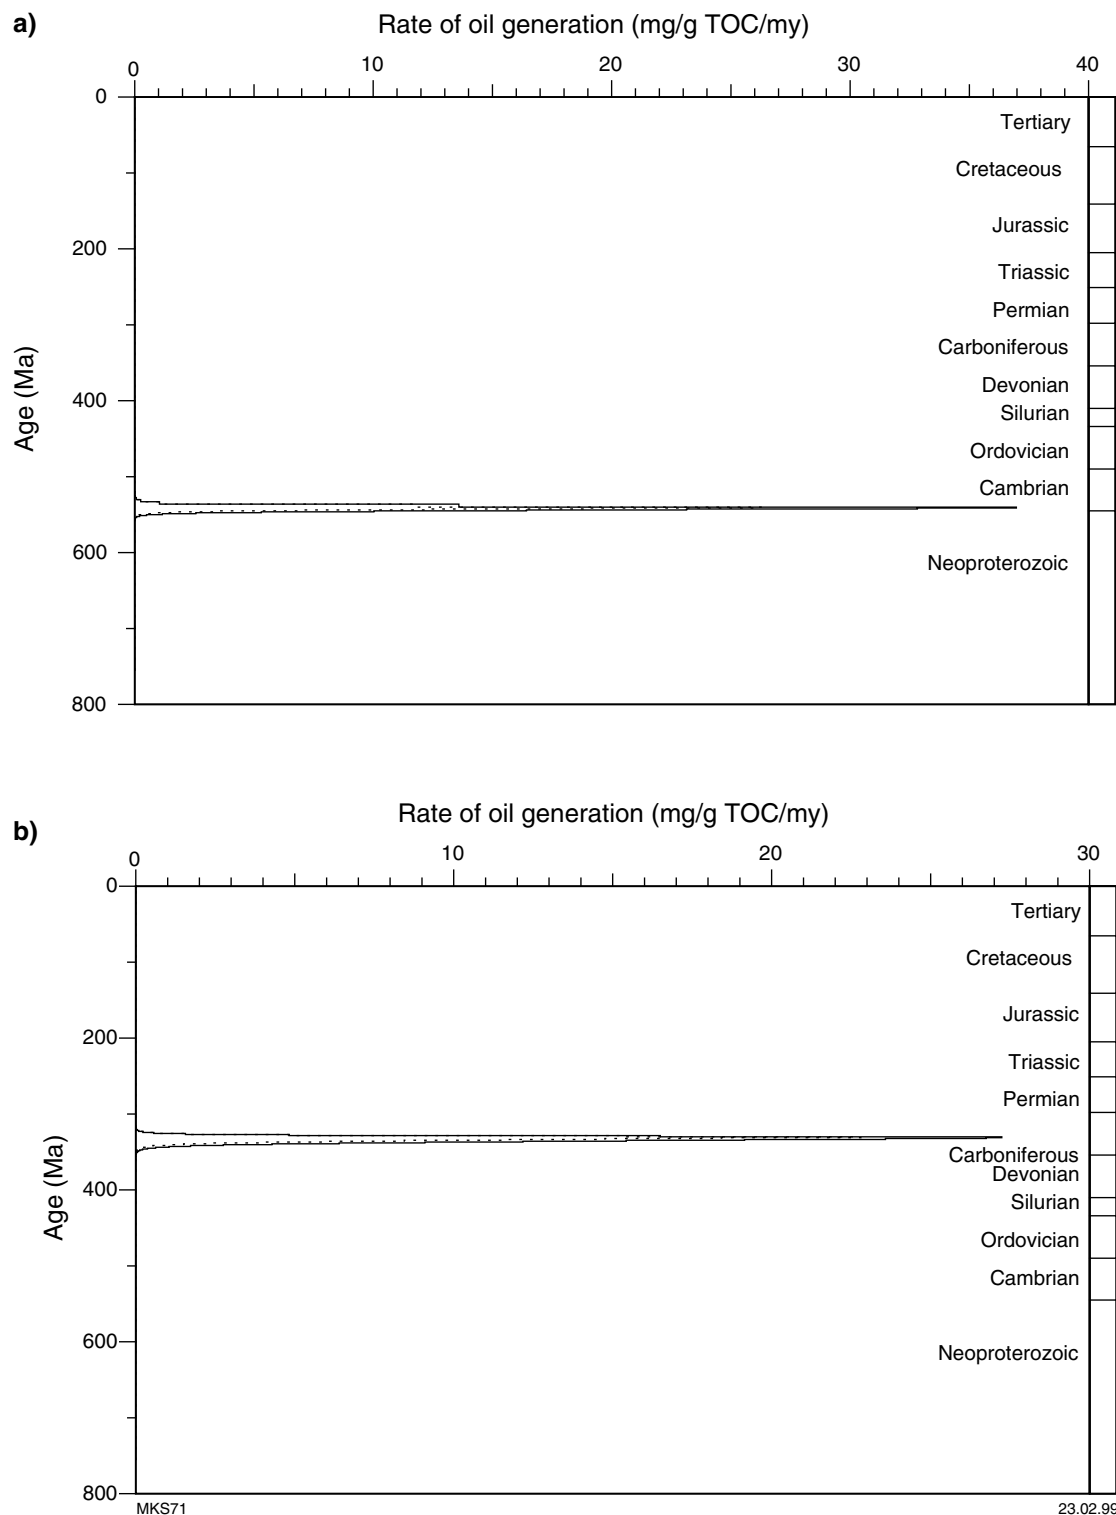 a)
Rate of oil generation (mg/g TOC/my)
0 10 20 30 40
0
Tertiary
Cretaceous
Jurassic
200
Triassic
Permian
Carboniferous
Devonian
400
Silurian
Ordovician
Cambrian
600
Neoproterozoic
800
Age (Ma)
b)
Rate of oil generation (mg/g TOC/my)
0 10 20 30
0
Tertiary
Cretaceous
Jurassic
200
Triassic
Permian
Carboniferous
Devonian
400
Silurian
Ordovician
Cambrian
600
Neoproterozoic
800
Age (Ma)
MKS71 23.02.99